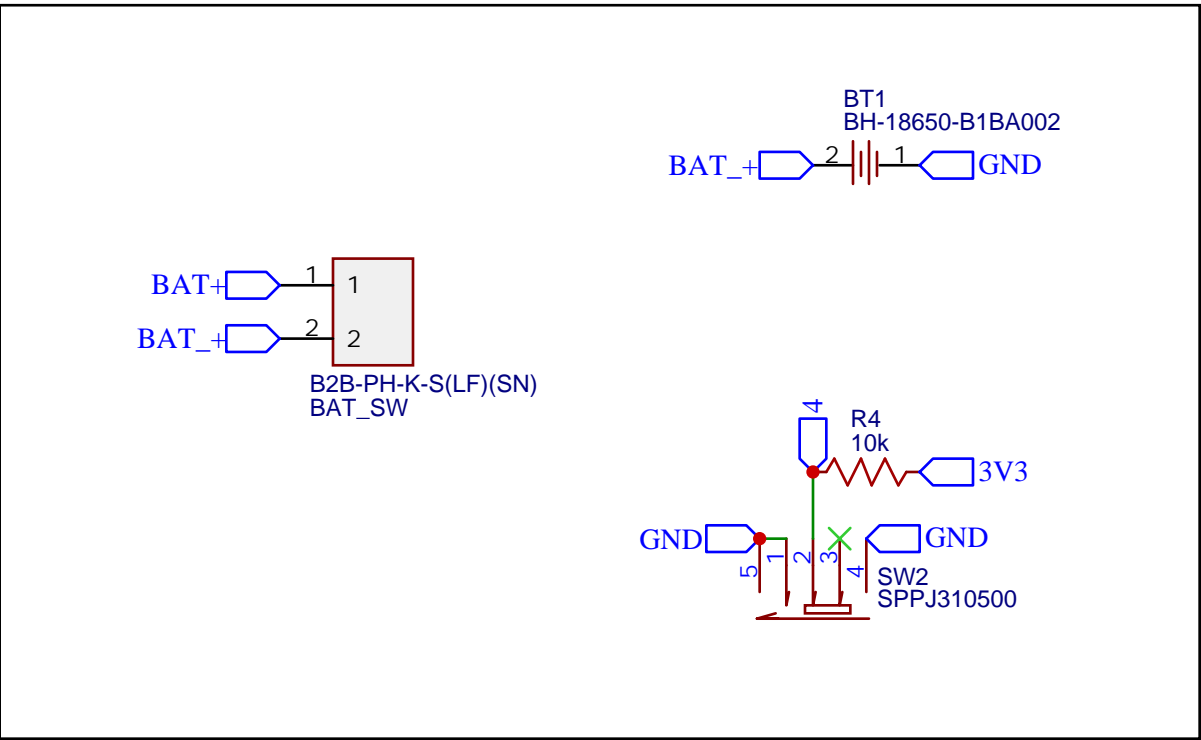 BT1
BH-18650-B1BA002
BAT_+ 2 1 GND
BAT+ 1 1
BAT_+ 2 2
B2B-PH-K-S(LF)(SN)
BAT_SW
4
R4
10k
3V3
GND 5 1 2 3 4 GND
SW2
SPPJ310500